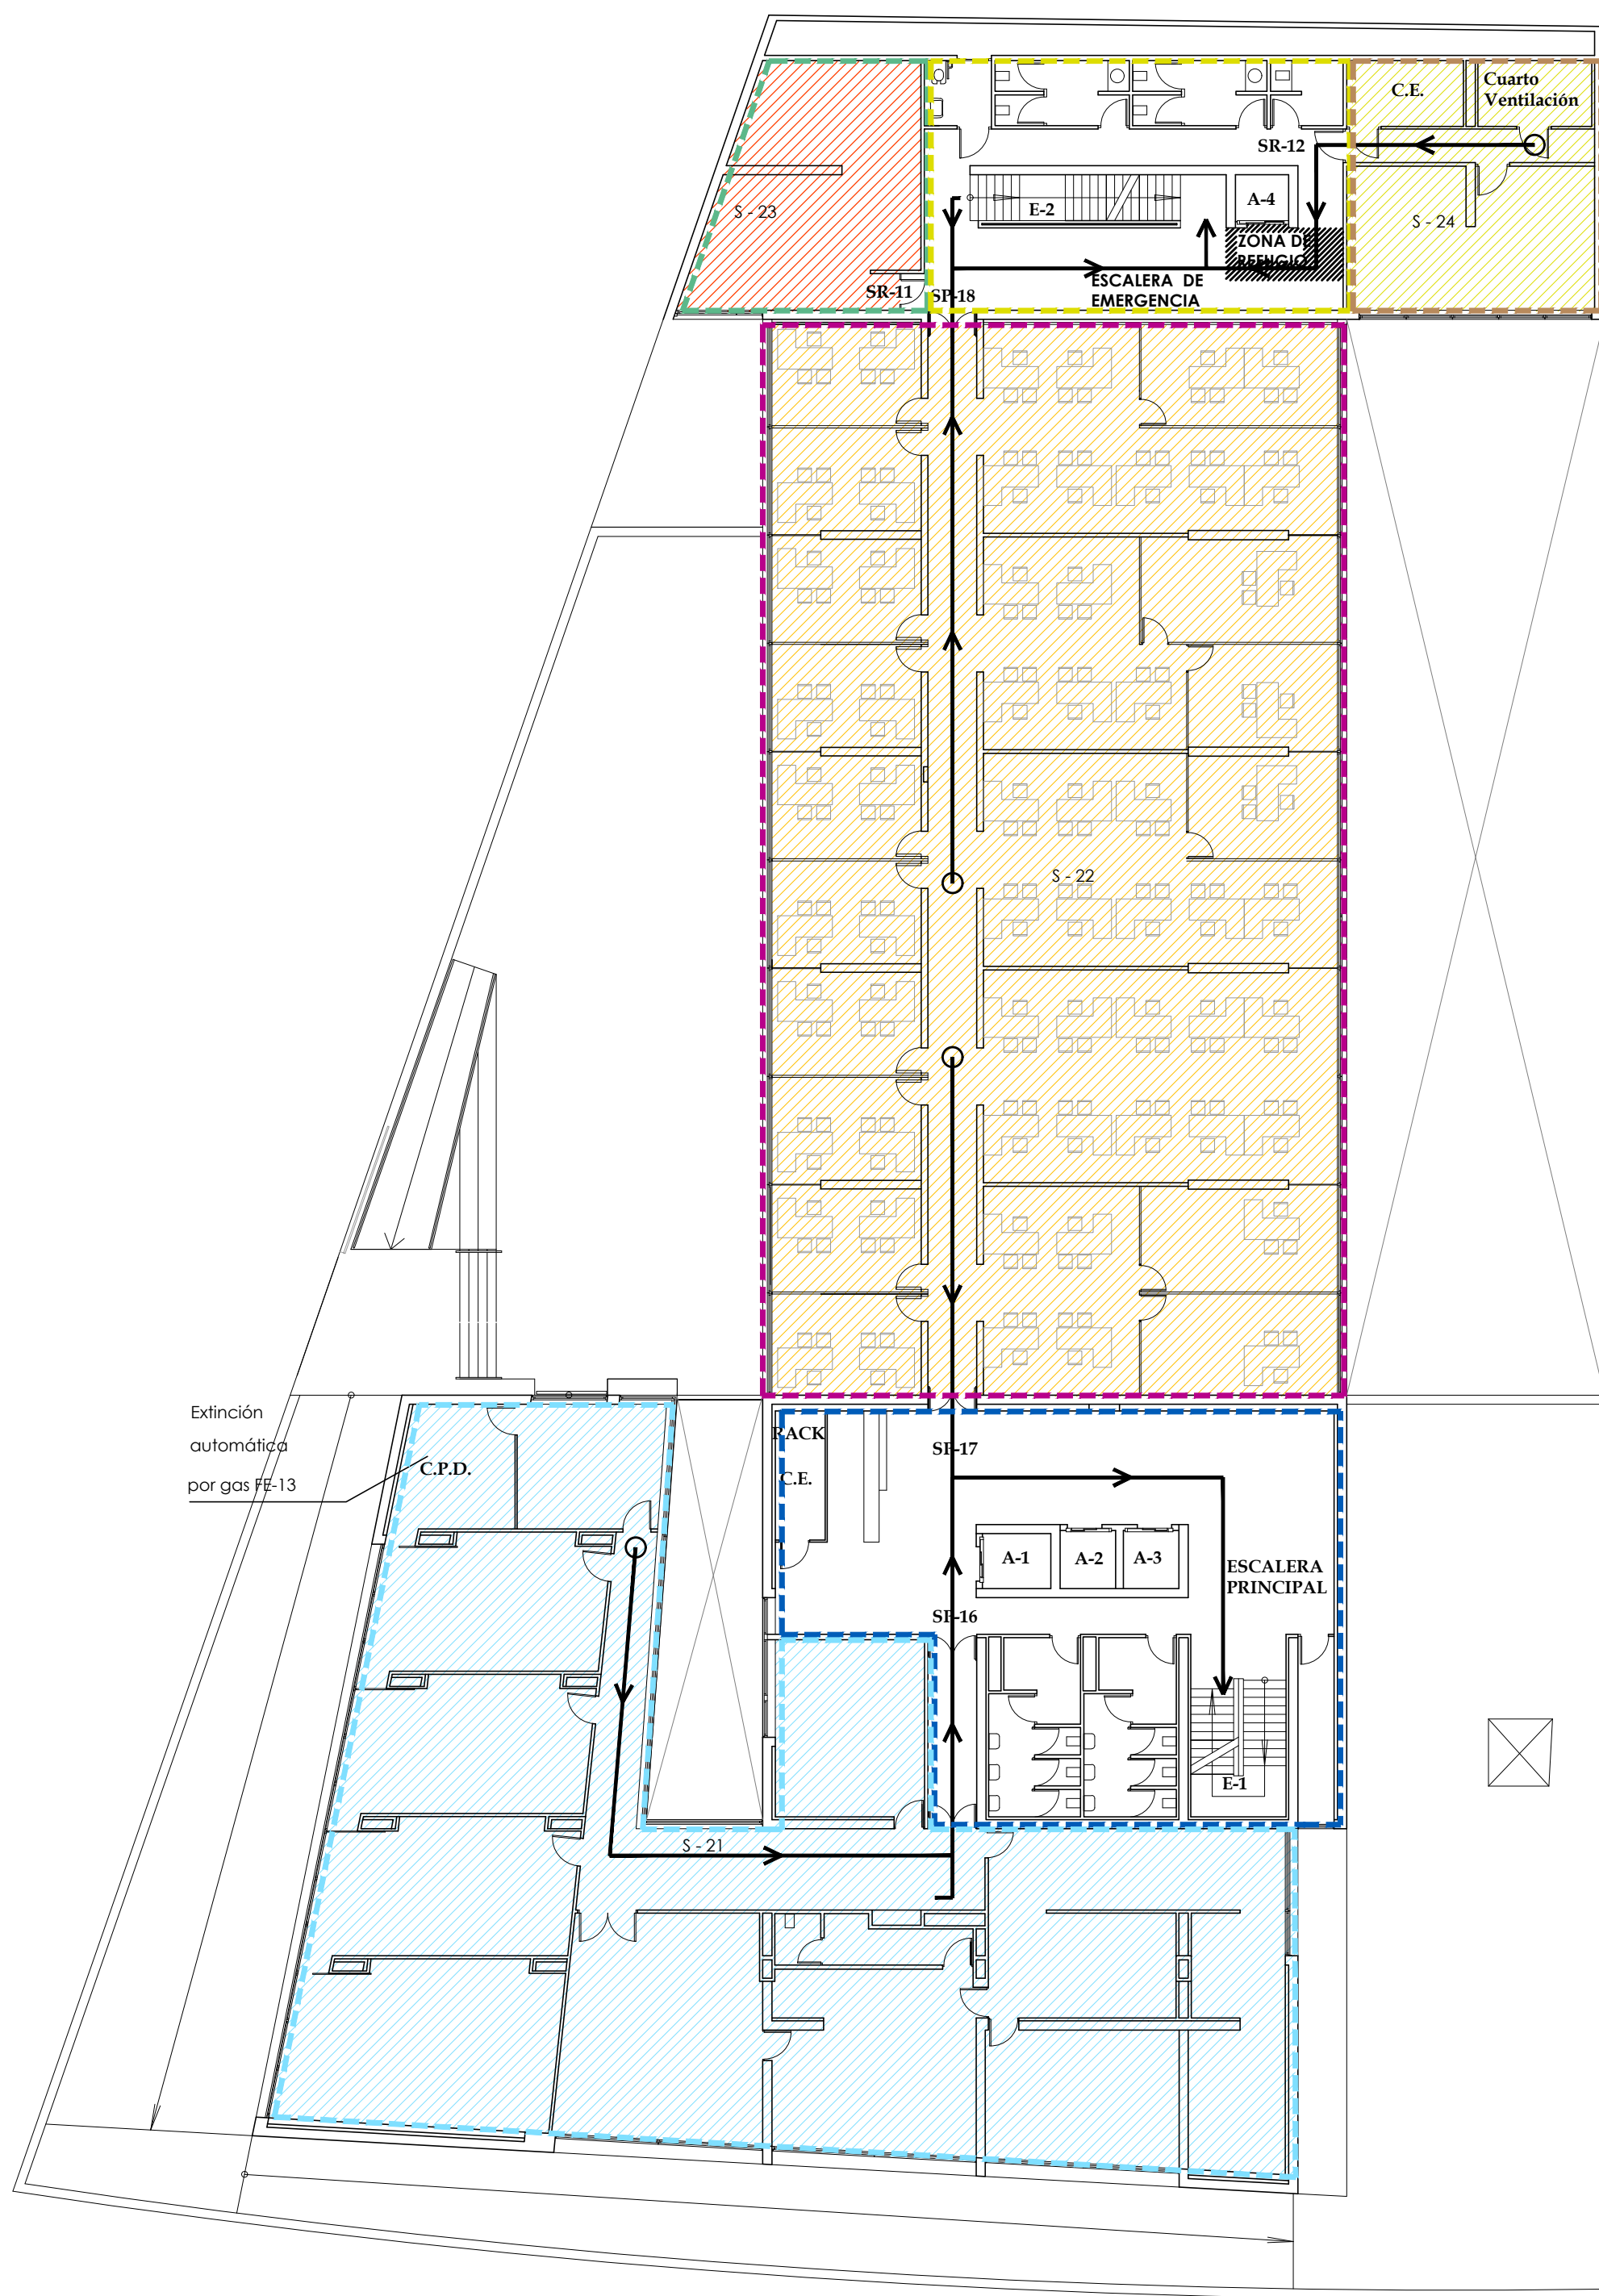 C.E.
Cuarto
Ventilación
SR-12
S - 23
E-2
A-4
S - 24
ZONA DE
REFUGIO
ESCALERA DE
EMERGENCIA
SR-11
SP-18
S - 22
Extinción
automática
por gas FE-13
C.P.D.
RACK
C.E.
SP-17
A-1
A-2
A-3
ESCALERA
PRINCIPAL
SP-16
E-1
S - 21